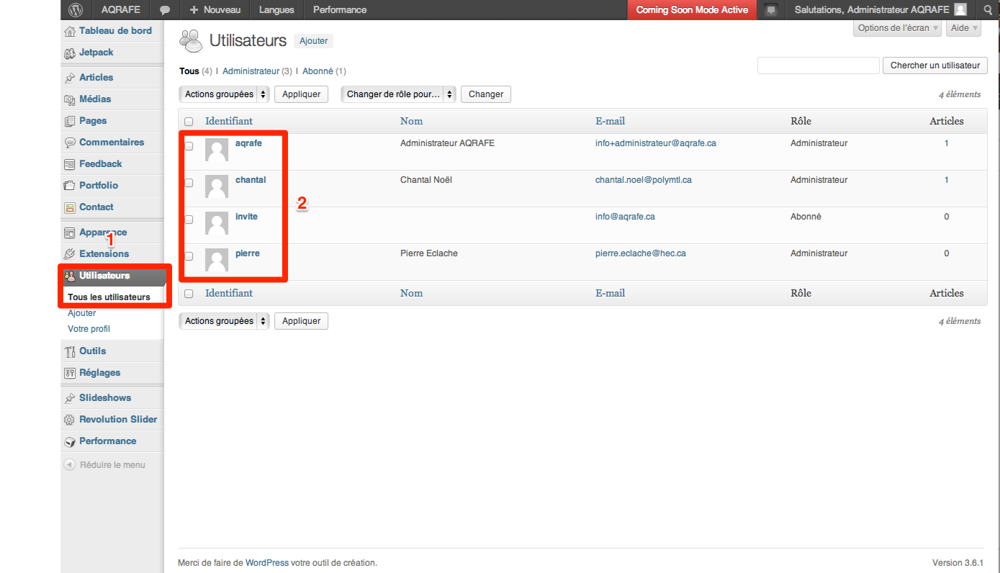 AQRAFE + Nouveau Langues Performance Coming Soon Mode Active Salutations, Administrateur AQRAFE
Options de l'écran Aide
Tableau de bord
Jetpack
Articles
Médias
Pages
Commentaires
Feedback
Portfolio
Contact
Apparence
1
Extensions
Utilisateurs
Tous les utilisateurs
Ajouter
Votre profil
Outils
Réglages
Slideshows
Revolution Slider
Performance
Réduire le menu
Utilisateurs Ajouter
Tous (4) | Administrateur (3) | Abonné (1)
Chercher un utilisateur
Actions groupées Appliquer Changer de rôle pour... Changer 4 éléments
Identifiant Nom E-mail Rôle Articles
aqrafe Administrateur AQRAFE info+administrateur@aqrafe.ca Administrateur 1
chantal Chantal Noël chantal.noel@polymtl.ca Administrateur 1
2
invite info@aqrafe.ca Abonné 0
pierre Pierre Eclache pierre.eclache@hec.ca Administrateur 0
Identifiant Nom E-mail Rôle Articles
Actions groupées Appliquer 4 éléments
Merci de faire de WordPress votre outil de création. Version 3.6.1